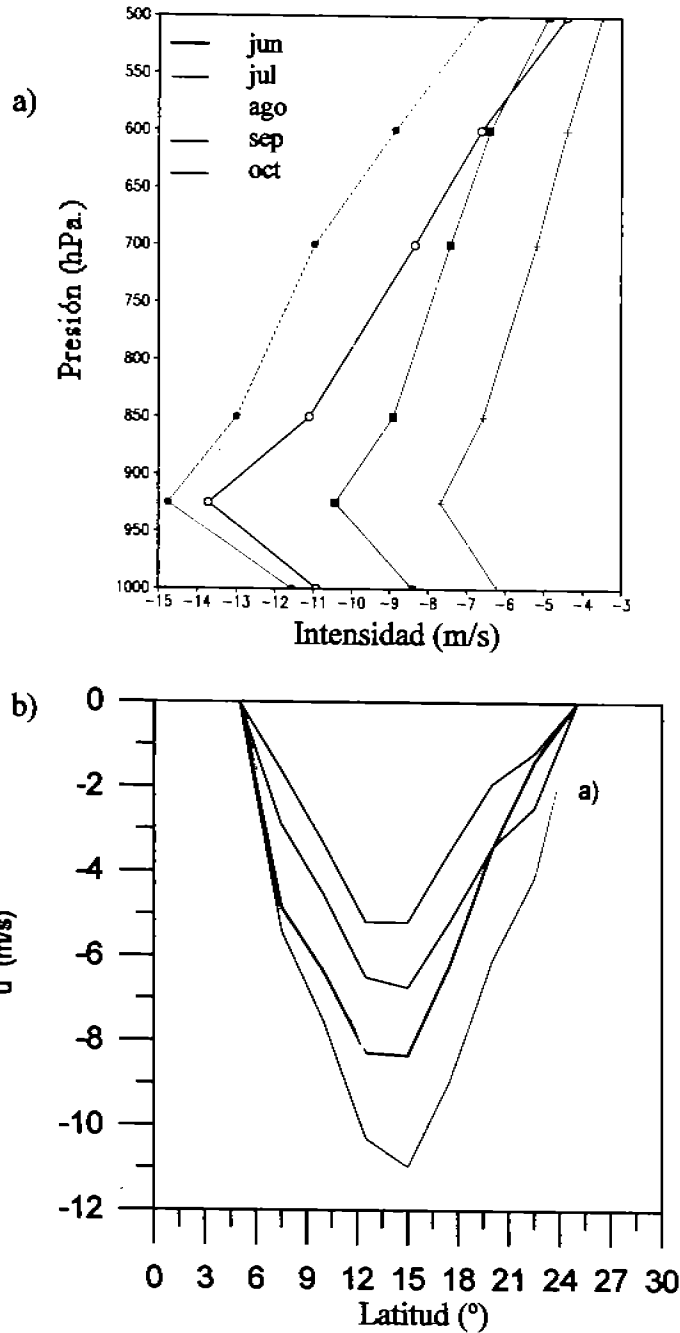 a)
Presión (hPa.)
500
550
600
650
700
750
800
850
900
950
1000
jun
jul
ago
sep
oct
-15 -14 -13 -12 -11 -10 -9 -8 -7 -6 -5 -4 -3
Intensidad (m/s)
b)
u (m/s)
0
-2
-4
-6
-8
-10
-12
a)
0 3 6 9 12 15 18 21 24 27 30
Latitud (º)